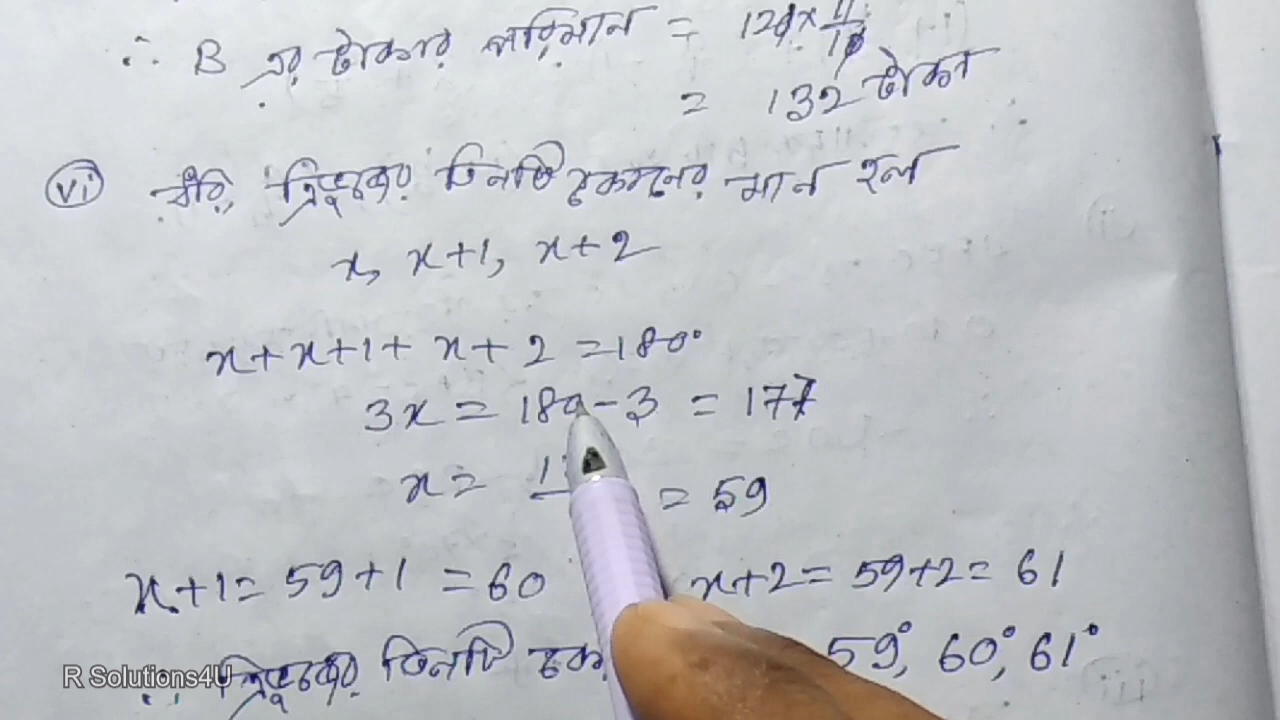 ∴ B এর টাকার পরিমান = 120 × 11/10
= 132 টাকা
(vi) ধরি, ত্রিভুজের তিনটি কোনের মান হল
x, x+1, x+2
x + x+1 + x + 2 = 180°
3x = 180 - 3 = 177
x = = 59
x+1 = 59+1 = 60 x+2 = 59+2 = 61
∴ ত্রিভুজের তিনটি 59°, 60°, 61°
R Solutions4U